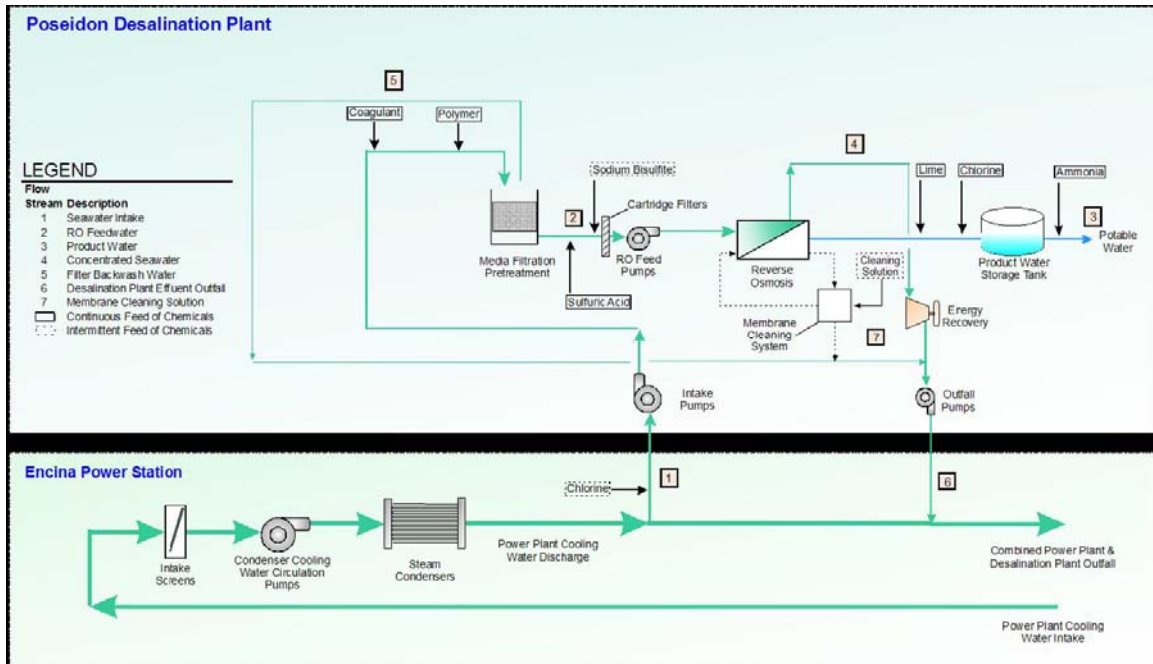 Poseidon Desalination Plant
5
Coagulant
Polymer
LEGEND
Flow
Stream Description
1 Seawater Intake
2 RO Feedwater
3 Product Water
4 Concentrated Seawater
5 Filter Backwash Water
6 Desalination Plant Effuent Outfall
7 Membrane Cleaning Solution
Continuous Feed of Chemicals
Intermittent Feed of Chemicals
Media Filtration
Pretreatment
2
Sodium Bisulfite
Cartridge Filters
Sulfuric Acid
RO Feed
Pumps
Reverse
Osmosis
4
Cleaning
Solution
Membrane
Cleaning
System
7
Lime
Chlorine
Ammonia
3
Potable
Water
Product Water
Storage Tank
Energy
Recovery
Intake
Pumps
Outfall
Pumps
Encina Power Station
Chlorine
1
6
Intake
Screens
Condenser Cooling
Water Circulation
Pumps
Steam
Condensers
Power Plant Cooling
Water Discharge
Combined Power Plant &
Desalination Plant Outfall
Power Plant Cooling
Water Intake